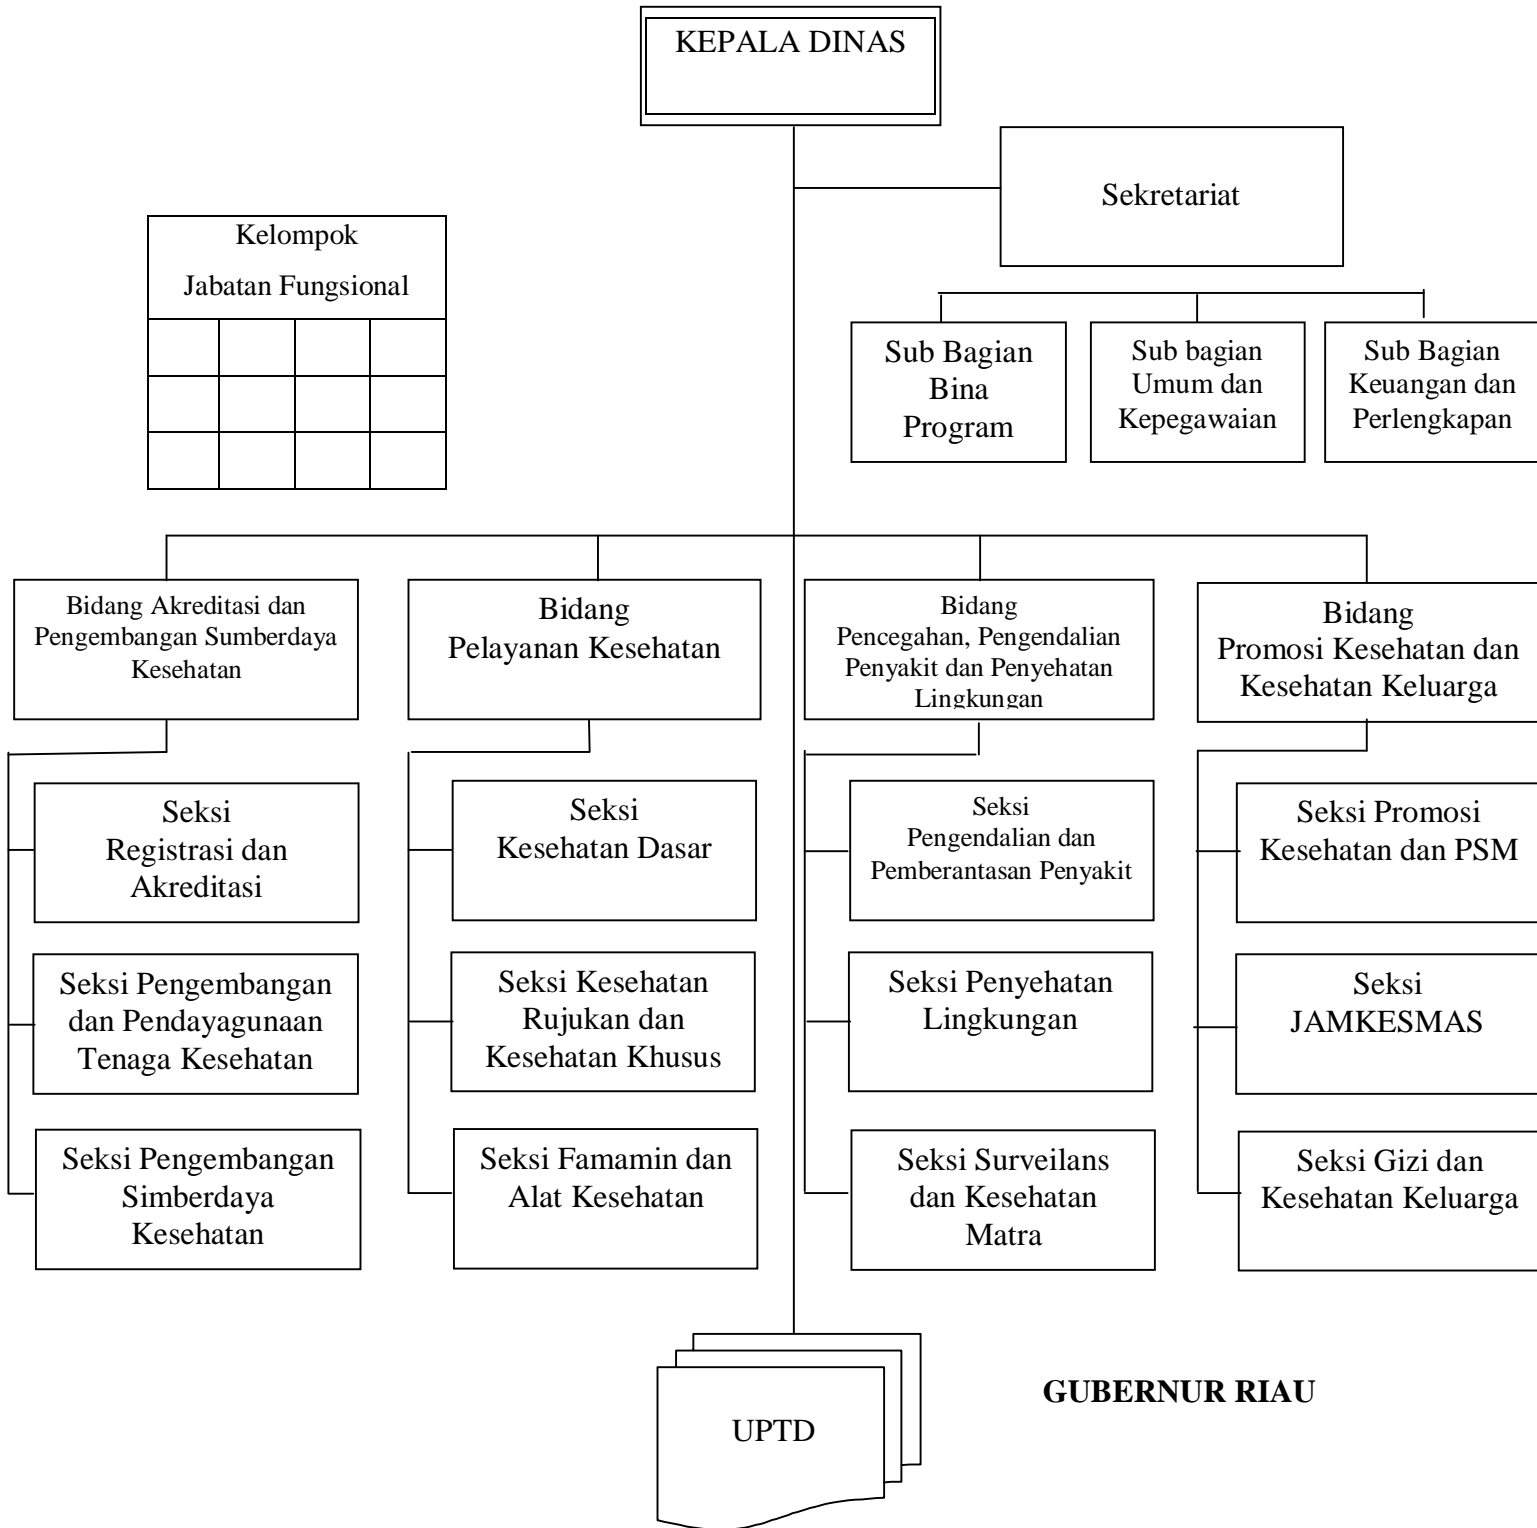 KEPALA DINAS
Sekretariat
Kelompok
Jabatan Fungsional
Sub Bagian
Bina
Program
Sub bagian
Umum dan
Kepegawaian
Sub Bagian
Keuangan dan
Perlengkapan
Bidang Akreditasi dan
Pengembangan Sumberdaya
Kesehatan
Bidang
Pelayanan Kesehatan
Bidang
Pencegahan, Pengendalian
Penyakit dan Penyehatan
Lingkungan
Bidang
Promosi Kesehatan dan
Kesehatan Keluarga
Seksi
Registrasi dan
Akreditasi
Seksi
Kesehatan Dasar
Seksi
Pengendalian dan
Pemberantasan Penyakit
Seksi Promosi
Kesehatan dan PSM
Seksi Pengembangan
dan Pendayagunaan
Tenaga Kesehatan
Seksi Kesehatan
Rujukan dan
Kesehatan Khusus
Seksi Penyehatan
Lingkungan
Seksi
JAMKESMAS
Seksi Pengembangan
Simberdaya
Kesehatan
Seksi Famamin dan
Alat Kesehatan
Seksi Surveilans
dan Kesehatan
Matra
Seksi Gizi dan
Kesehatan Keluarga
GUBERNUR RIAU
UPTD